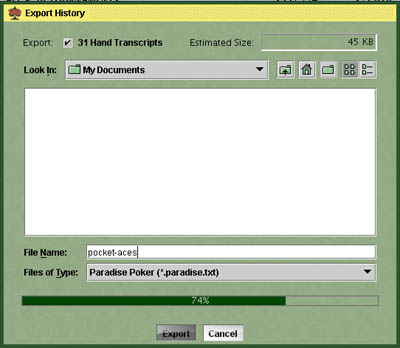 Export History
Export: 31 Hand Transcripts Estimated Size: 45 KB
Look In: My Documents
File Name: pocket-aces
Files of Type: Paradise Poker (*.paradise.txt)
74%
Export Cancel